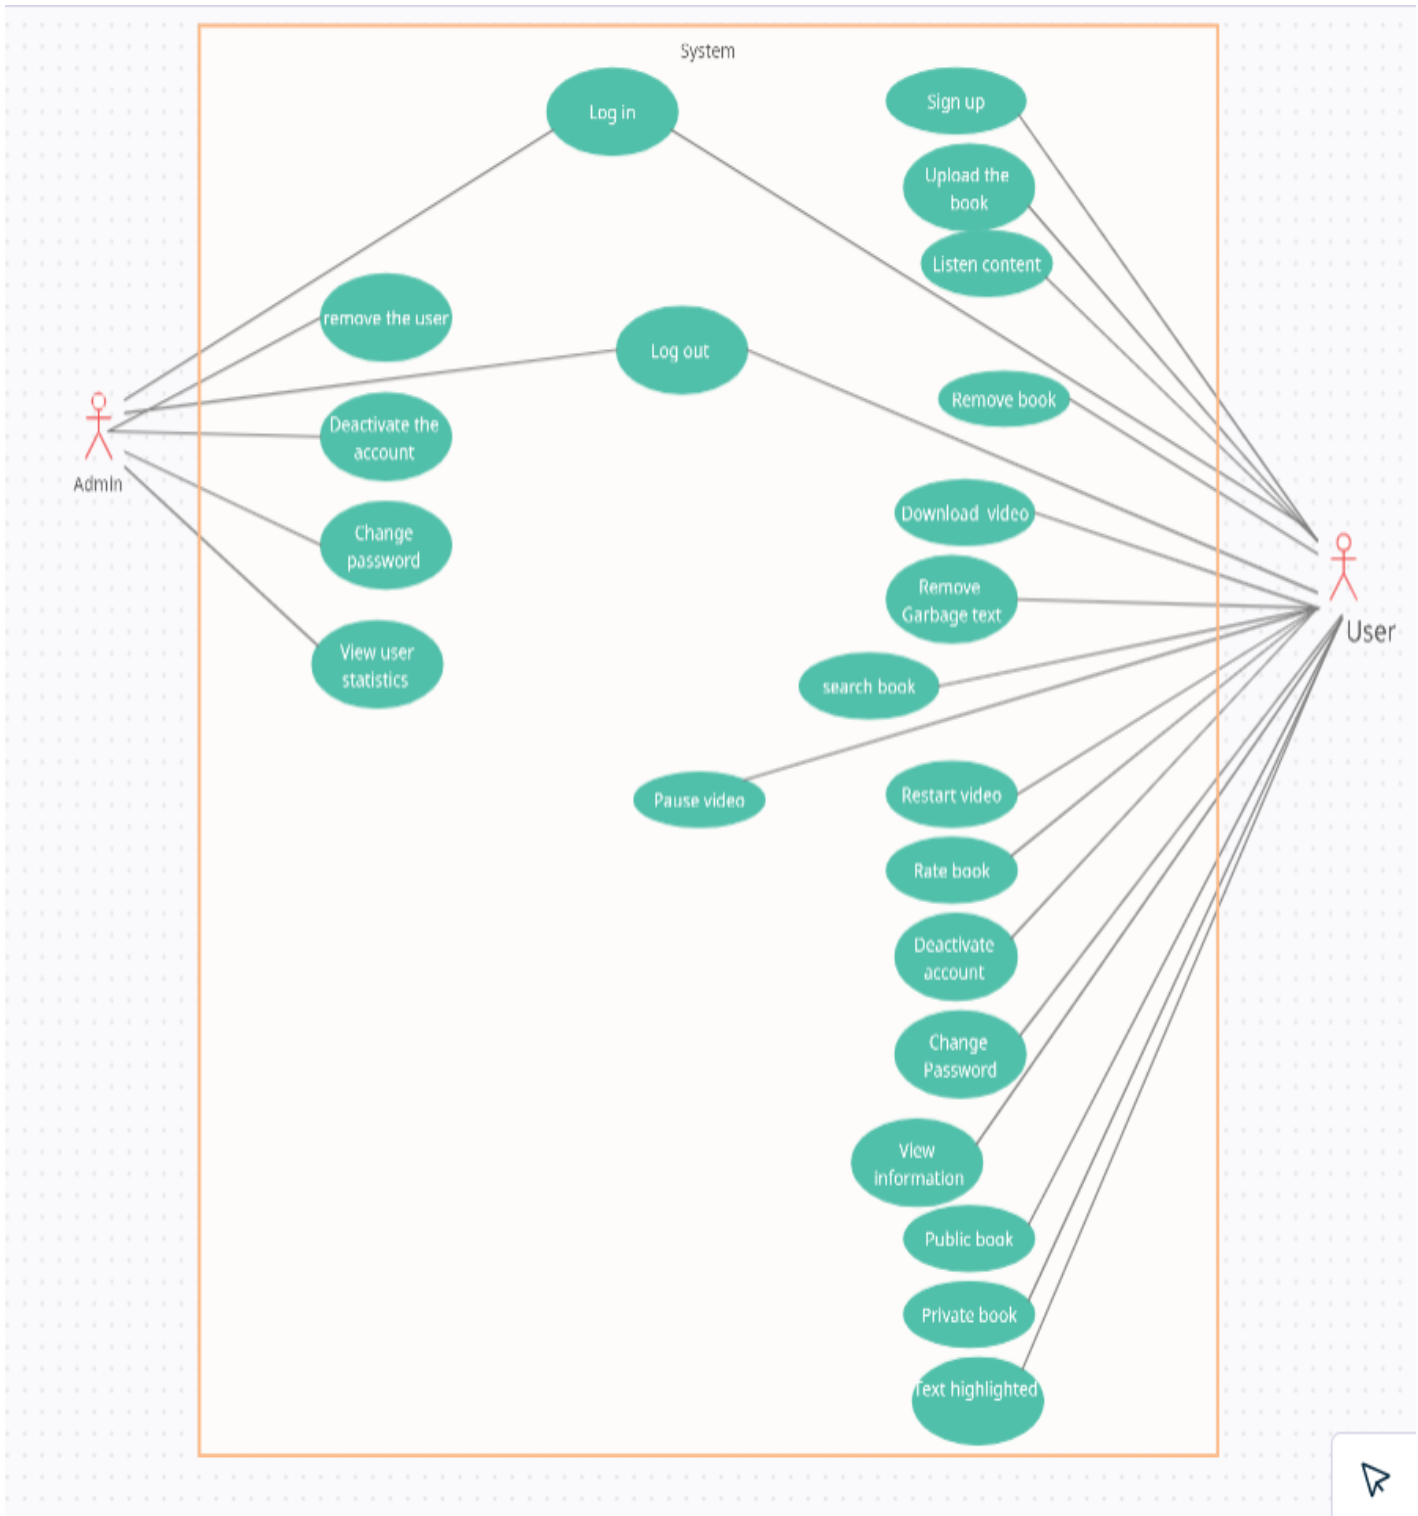 System
Log in
Sign up
Upload the
book
Listen content
remove the user
Log out
Remove book
Admin
Deactivate the
account
Change
password
View user
statistics
Download video
Remove
Garbage text
User
search book
Pause video
Restart video
Rate book
Deactivate
account
Change
Password
View
information
Public book
Private book
Text highlighted